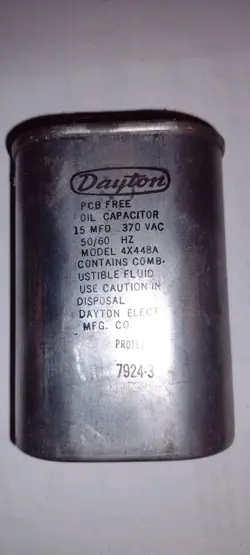 Dayton
PCB FREE
OIL CAPACITOR
15 MFD 370 VAC
50/60 HZ
MODEL 4X448A
CONTAINS COMB-
USTIBLE FLUID
USE CAUTION IN
DISPOSAL
DAYTON ELECT
MFG. CO.
7924-3